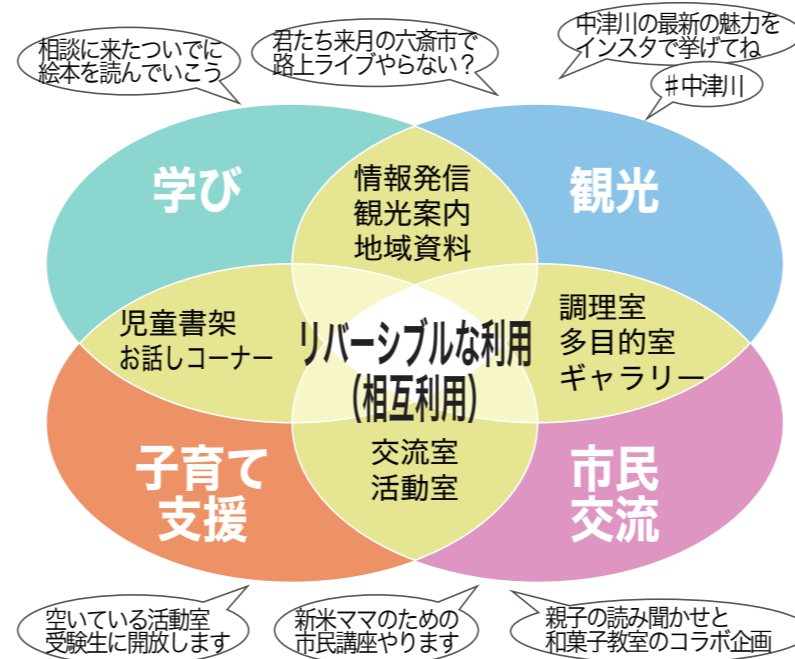 相談に来たついでに
絵本を読んでいこう
君たち来月の六斎市で
路上ライブやらない？
中津川の最新の魅力を
インスタで挙げてね
#中津川
学び
情報発信
観光案内
地域資料
観光
児童書架
お話しコーナー
リバーシブルな利用
(相互利用)
調理室
多目的室
ギャラリー
子育て
支援
交流室
活動室
市民
交流
空いている活動室
受験生に開放します
新米ママのための
市民講座やります
親子の読み聞かせと
和菓子教室のコラボ企画